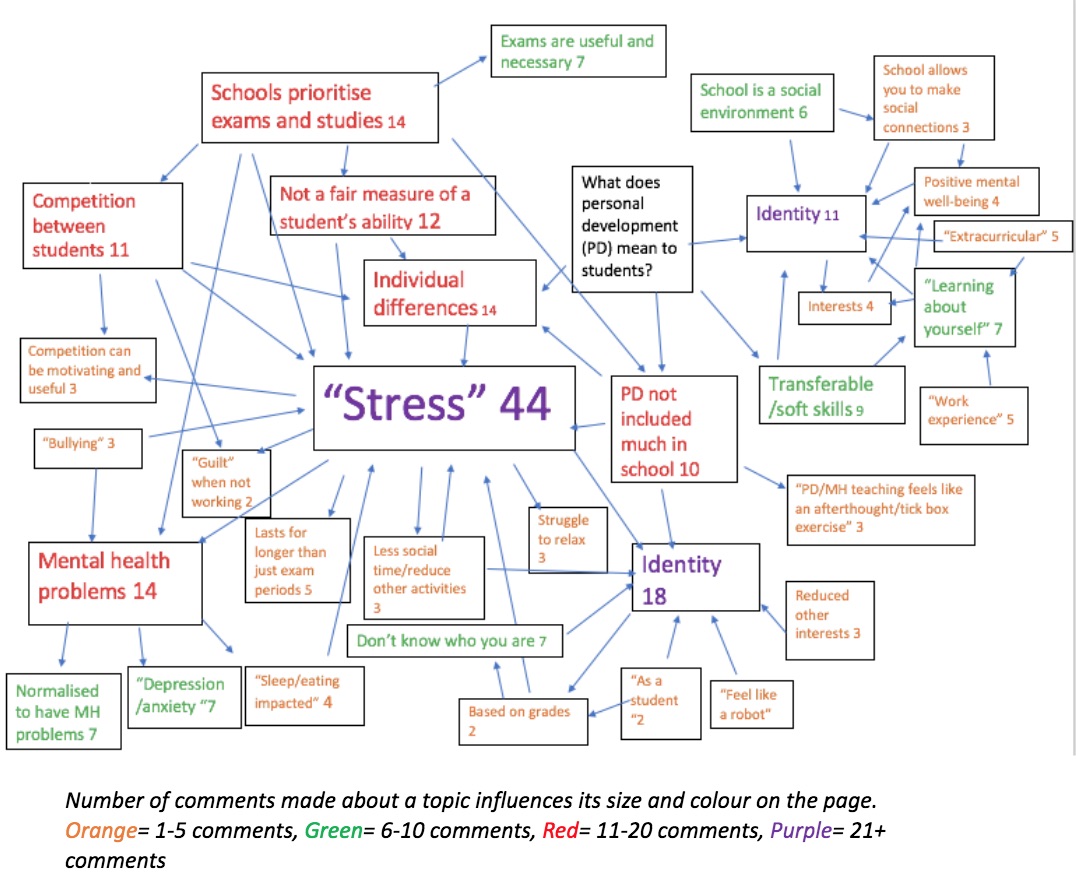 Exams are useful and
necessary 7
Schools prioritise
exams and studies 14
School is a social
environment 6
School allows
you to make
social
connections 3
Competition
between
students 11
Not a fair measure of a
student’s ability 12
What does
personal
development
(PD) mean to
students?
Identity 11
Positive mental
well-being 4
“Extracurricular” 5
Individual
differences 14
Interests 4
“Learning
about
yourself” 7
Competition can
be motivating and
useful 3
“Stress” 44
PD not
included
much in
school 10
Transferable
/soft skills 9
“Work
experience” 5
“Bullying” 3
“Guilt”
when not
working 2
“PD/MH teaching feels like
an afterthought/tick box
exercise” 3
Lasts for
longer than
just exam
periods 5
Less social
time/reduce
other activities
3
Struggle
to relax
3
Mental health
problems 14
Identity
18
Reduced
other
interests 3
Don’t know who you are 7
Normalised
to have MH
problems 7
“Depression
/anxiety “7
“Sleep/eating
impacted” 4
Based on grades
2
“As a
student
“2
“Feel like
a robot”
Number of comments made about a topic influences its size and colour on the page.
Orange= 1-5 comments, Green= 6-10 comments, Red= 11-20 comments, Purple= 21+
comments